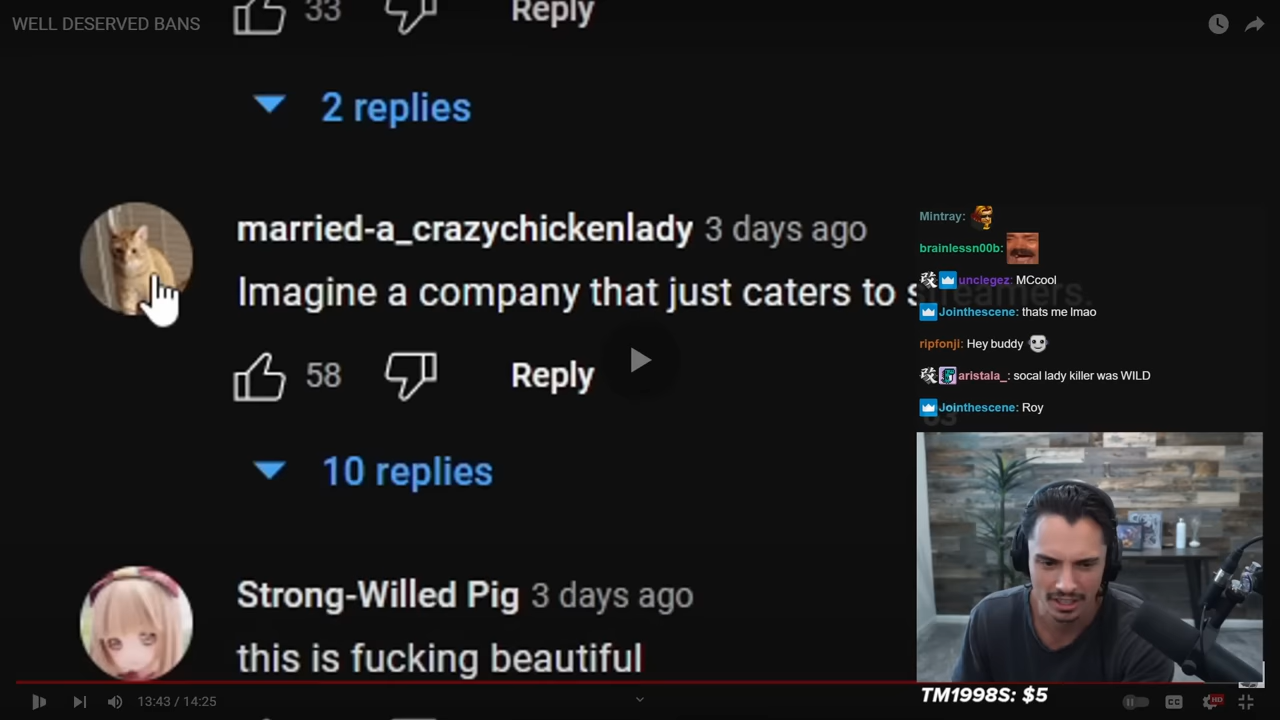 WELL DESERVED BANS
33
Reply
2 replies
married-a_crazychickenlady 3 days ago
Imagine a company that just caters to streamers.
58
Reply
10 replies
Strong-Willed Pig 3 days ago
this is fucking beautiful
Mintray:
brainlessn00b:
unclegez: MCcool
Jointhescene: thats me lmao
ripfonji: Hey buddy
aristala_: socal lady killer was WILD
Jointhescene: Roy
TM1998S: $5
13:43 / 14:25
CC
HD